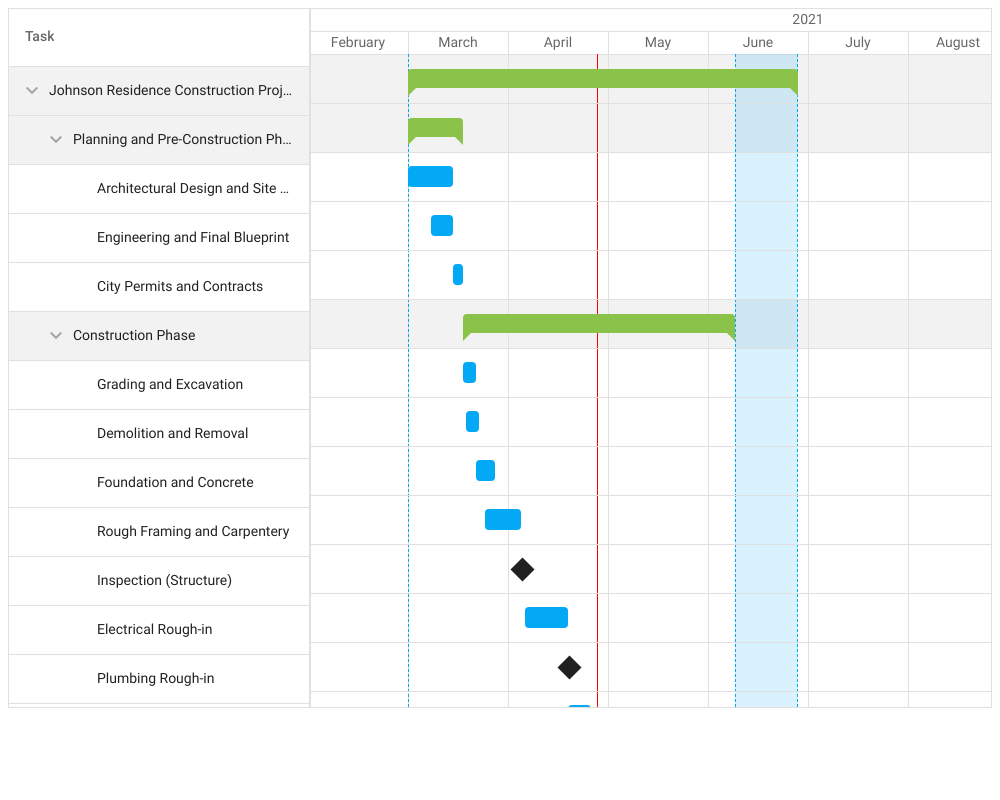 Task
2021
February March April May June July August
Johnson Residence Construction Proj...
Planning and Pre-Construction Ph...
Architectural Design and Site ...
Engineering and Final Blueprint
City Permits and Contracts
Construction Phase
Grading and Excavation
Demolition and Removal
Foundation and Concrete
Rough Framing and Carpentery
Inspection (Structure)
Electrical Rough-in
Plumbing Rough-in